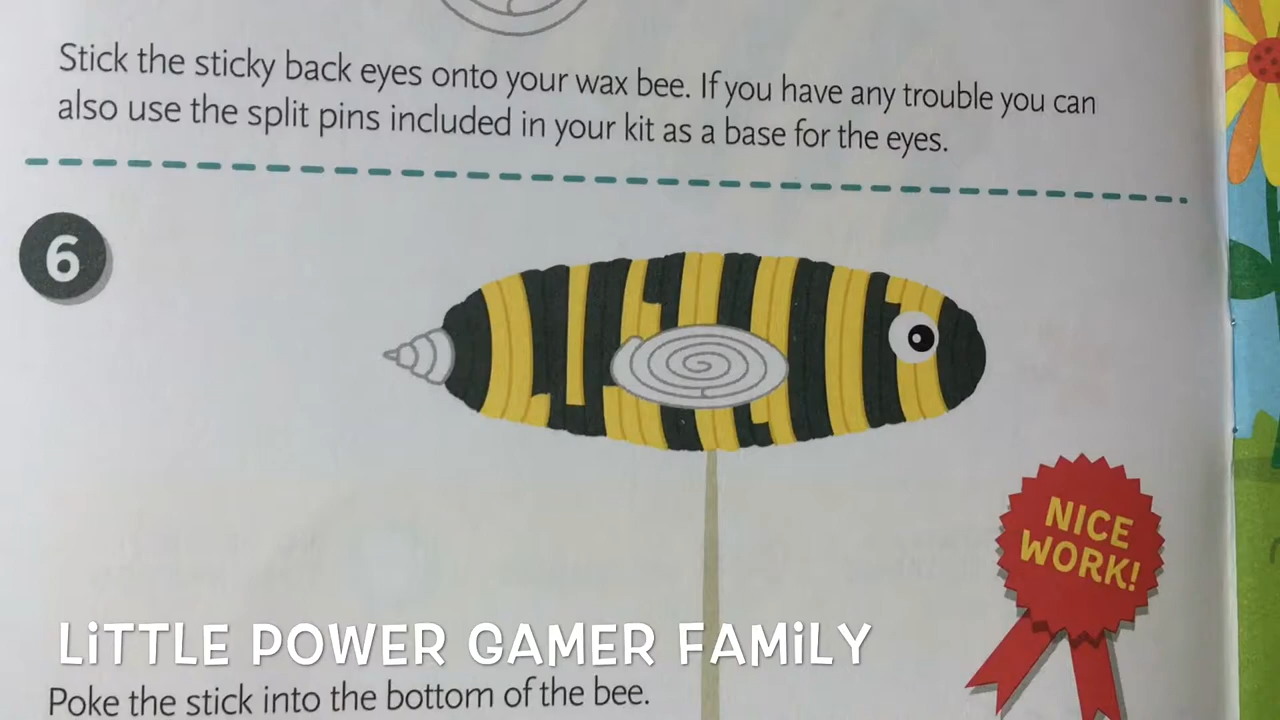 Stick the sticky back eyes onto your wax bee. If you have any trouble you can
also use the split pins included in your kit as a base for the eyes.
6
NICE
WORK!
LiTTLE POWER GAMER FAMiLY
Poke the stick into the bottom of the bee.